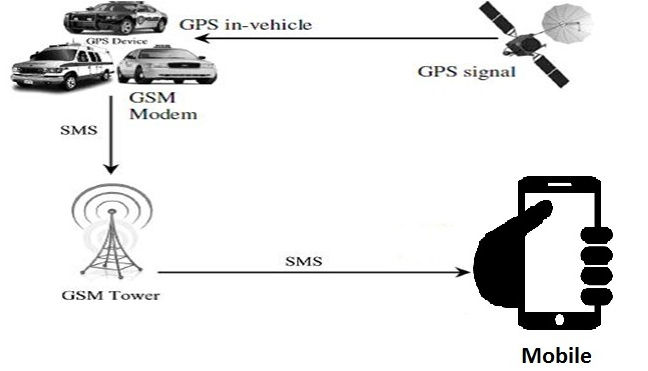 GPS in-vehicle
GPS Device
GPS signal
GSM
Modem
SMS
SMS
GSM Tower
Mobile